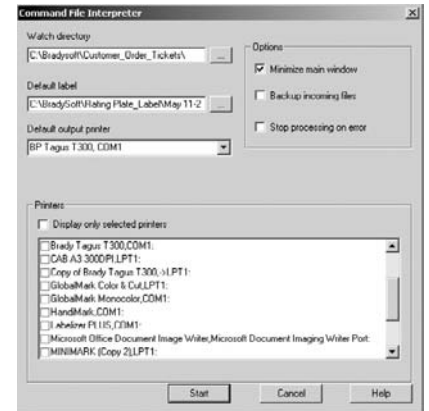 Command File Interpreter
Watch directory
C:\Bradysoft\Customer_Order_Tickets\
...
Default label
C:\BradySoft\Rating Plate_Label\May 11-2
...
Default output printer
BP Tagus T300, COM1
Options
Minimize main window
Backup incoming files
Stop processing on error
Printers
Display only selected printers
Brady Tagus T300,COM1:
CAB A3 300DPI,LPT1:
Copy of Brady Tagus T300,->LPT1:
GlobalMark Color & Cut,LPT1:
GlobalMark Monocolor,COM1:
HandiMark,COM1:
Labelizer PLUS,COM1:
Microsoft Office Document Image Writer,Microsoft Document Imaging Writer Port:
MINIMARK (Copy 2),LPT1:
Start
Cancel
Help